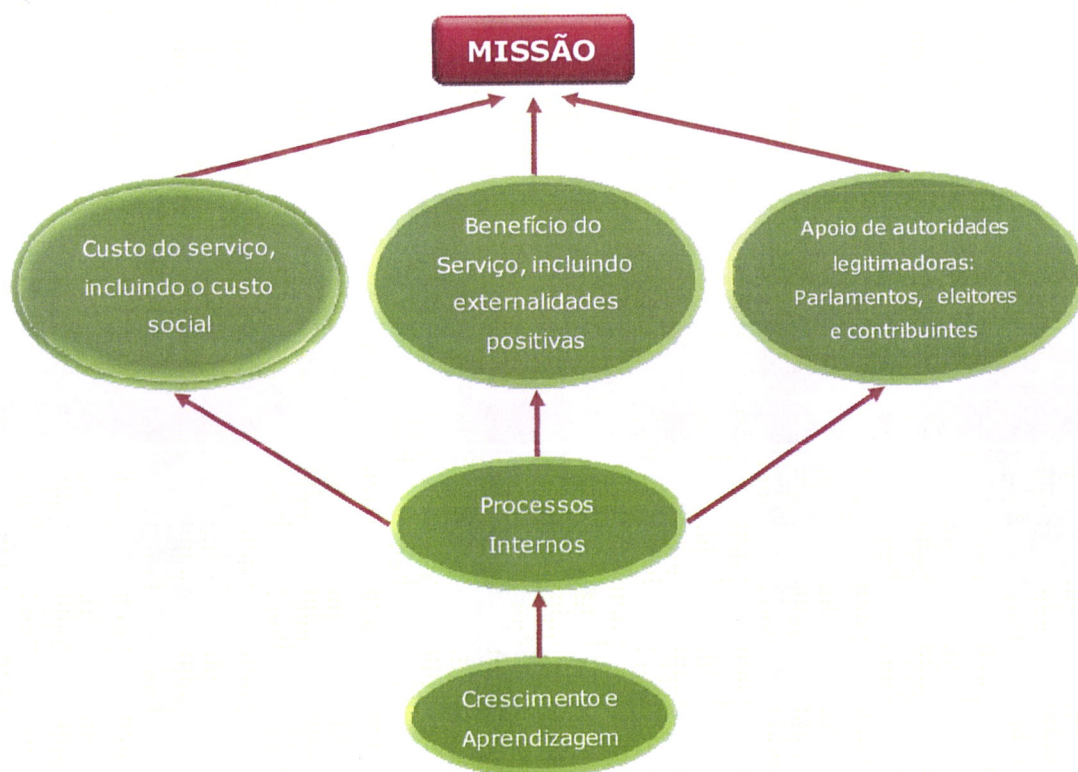 MISSÃO
Custo do serviço,
incluindo o custo
social
Benefício do
Serviço, incluindo
externalidades
positivas
Apoio de autoridades
legitimadoras:
Parlamentos, eleitores
e contribuintes
Processos
Internos
Crescimento e
Aprendizagem